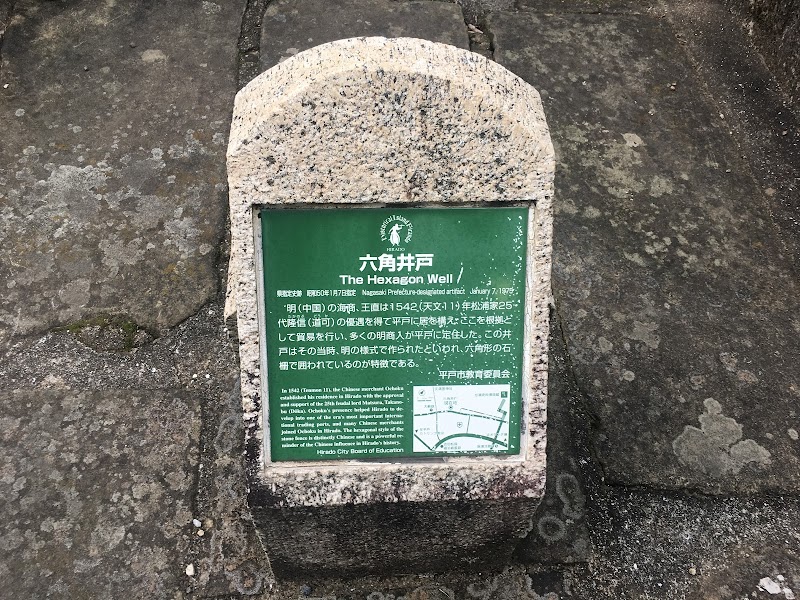 Historical Island Hirado
HIRADO
六角井戸
The Hexagon Well
県指定史跡 昭和50年1月7日指定 Nagasaki Prefecture-designated artifact January 7, 1975
明(中国)の海商、王直は1542(天文11)年松浦家25
代隆信(道可)の優遇を得て平戸に居を構え、ここを根拠と
して貿易を行い、多くの明商人が平戸に定住した。この井
戸はその当時、明の様式で作られたといわれ、六角形の石
柵で囲われているのが特徴である。
平戸市教育委員会
In 1542 (Tenmon 11), the Chinese merchant Ochoku
established his residence in Hirado with the approval
and support of the 25th feudal lord Matsura, Takano-
bu (Dōka). Ochoku's presence helped Hirado to de-
velop into one of the era's most important interna-
tional trading ports, and many Chinese merchants
joined Ochoku in Hirado. The hexagonal style of the
stone fence is distinctly Chinese and is a powerful re-
minder of the Chinese influence in Hirado's history.
Hirado City Board of Education